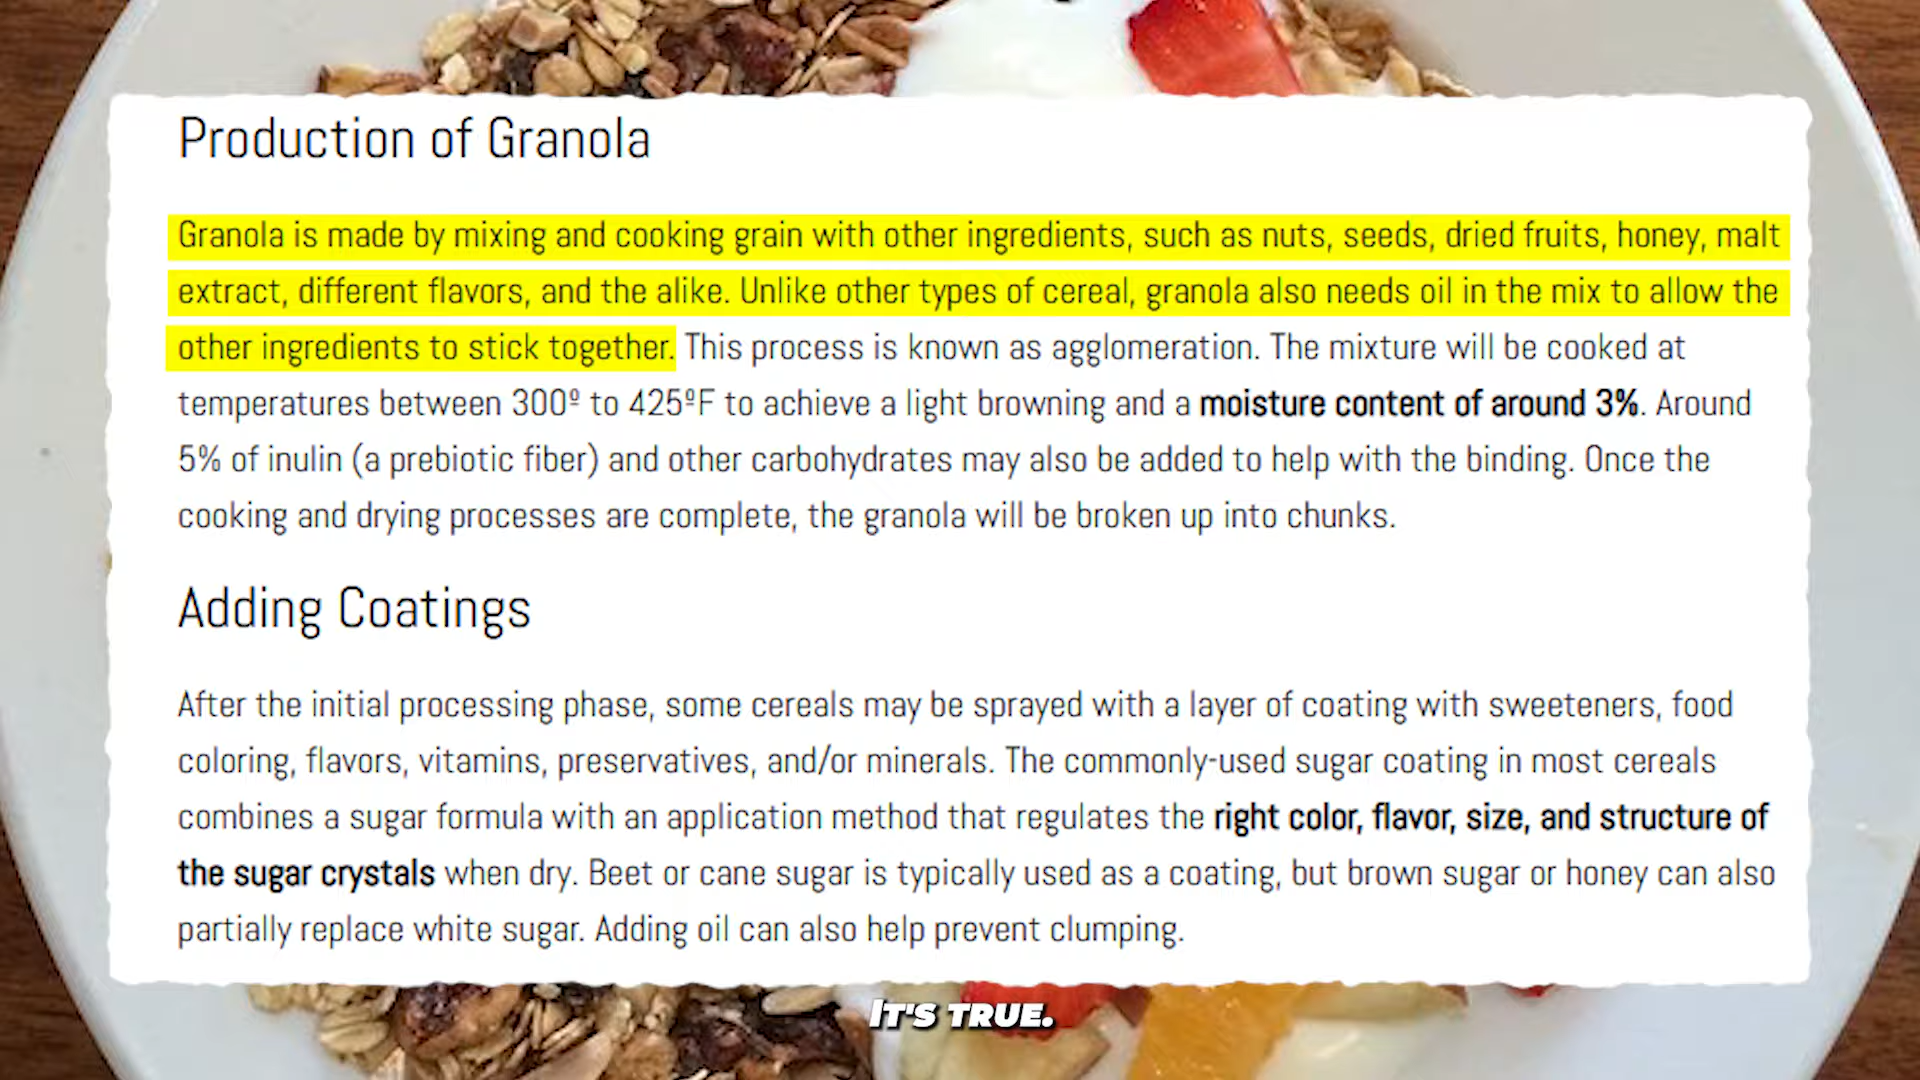 Production of Granola
Granola is made by mixing and cooking grain with other ingredients, such as nuts, seeds, dried fruits, honey, malt
extract, different flavors, and the alike. Unlike other types of cereal, granola also needs oil in the mix to allow the
other ingredients to stick together. This process is known as agglomeration. The mixture will be cooked at
temperatures between 300º to 425ºF to achieve a light browning and a moisture content of around 3%. Around
5% of inulin (a prebiotic fiber) and other carbohydrates may also be added to help with the binding. Once the
cooking and drying processes are complete, the granola will be broken up into chunks.
Adding Coatings
After the initial processing phase, some cereals may be sprayed with a layer of coating with sweeteners, food
coloring, flavors, vitamins, preservatives, and/or minerals. The commonly-used sugar coating in most cereals
combines a sugar formula with an application method that regulates the right color, flavor, size, and structure of
the sugar crystals when dry. Beet or cane sugar is typically used as a coating, but brown sugar or honey can also
partially replace white sugar. Adding oil can also help prevent clumping.
IT'S TRUE.